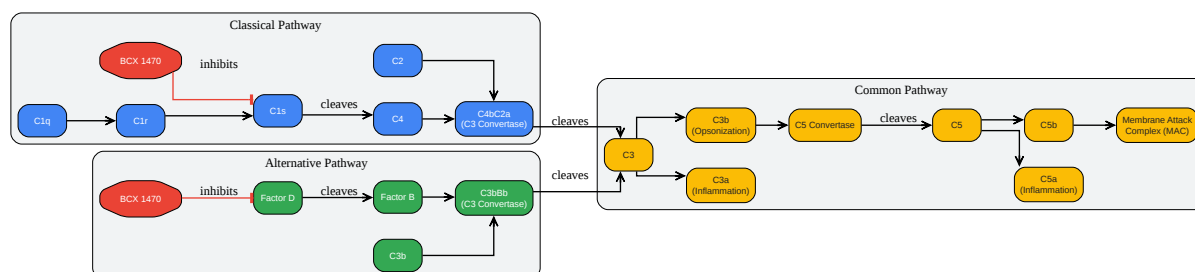 Classical Pathway
BCX 1470
inhibits
C2
C1q
C1r
C1s
cleaves
C4
C4bC2a
(C3 Convertase)
cleaves
Alternative Pathway
BCX 1470
inhibits
Factor D
cleaves
Factor B
C3bBb
(C3 Convertase)
cleaves
C3b
Common Pathway
C3
C3b
(Opsonization)
C5 Convertase
cleaves
C5
C5b
Membrane Attack
Complex (MAC)
C3a
(Inflammation)
C5a
(Inflammation)